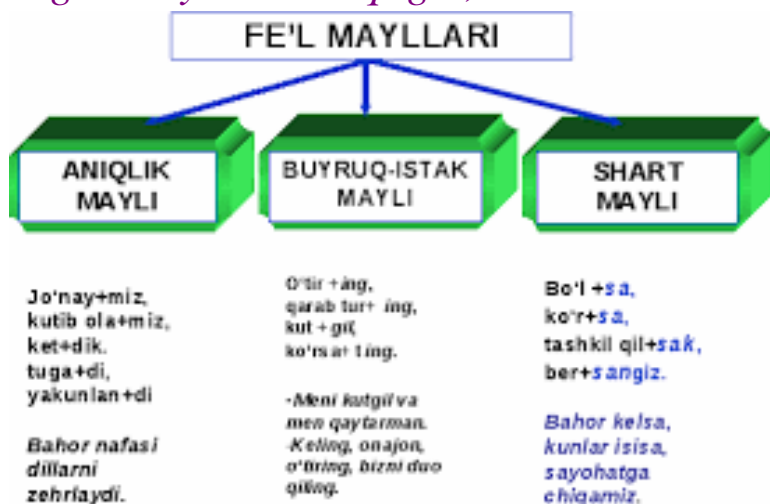 FE'L MAYLLARI
ANIQLIK
MAYLI
BUYRUQ-ISTAK
MAYLI
SHART
MAYLI
Jo'nay+miz,
kutib ola+miz,
ket+dik.
tuga+di,
yakunlan+di
Bahor nafasi
dillarni
zehrlaydi.
O'tir +ing,
qarab tur+ ing,
kut + gil,
ko'rsat+ ing.
-Meni kutgil va
men qaytarman.
-Keling, onajon,
o'tiring, bizni duo
qiling.
Bo'l +sa,
ko'r+sa,
tashkil qil+sak,
ber+sangiz.
Bahor kelsa,
kunlar isisa,
sayohatga
chiqamiz.